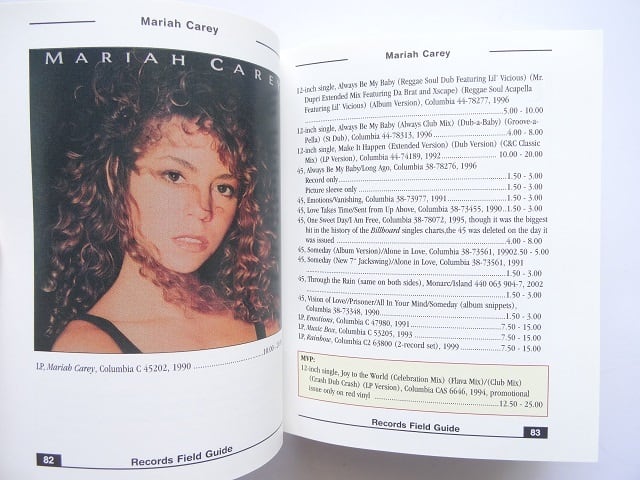 Mariah Carey
MARIAH CAREY
LP, Mariah Carey, Columbia C 45202, 1990 ..............................
82
Records Field Guide
Mariah Carey
12-inch single, Always Be My Baby (Reggae Soul Dub Featuring Lil' Vicious) (Mr.
Dupri Extended Mix Featuring Da Brat and Xscape) (Reggae Soul Acapella
Featuring Lil' Vicious) (Album Version), Columbia 44-78277, 1996
..............................5.00 - 10.00
12-inch single, Always Be My Baby (Always Club Mix) (Dub-a-Baby) (Groove-a-
Pella) (St Dub), Columbia 44-78313, 1996..............................4.00 - 8.00
12-inch single, Make It Happen (Extended Version) (Dub Version) (C&C Classic
Mix) (LP Version), Columbia 44-74189, 1992..............................10.00 - 20.00
45, Always Be My Baby/Long Ago, Columbia 38-78276, 1996
Record only..............................1.50 - 3.00
Picture sleeve only..............................1.50 - 3.00
45, Emotions/Vanishing, Columbia 38-73977, 1991..............................1.50 - 3.00
45, Love Takes Time/Sent from Up Above, Columbia 38-73455, 1990..1.50 - 3.00
45, One Sweet Day/I Am Free, Columbia 38-78072, 1995, though it was the biggest
hit in the history of the Billboard singles charts,the 45 was deleted on the day it
was issued ..............................4.00 - 8.00
45, Someday (Album Version)/Alone in Love, Columbia 38-73561, 19902.50 - 5.00
45, Someday (New 7" Jackswing)/Alone in Love, Columbia 38-73561, 1991
..............................1.50 - 3.00
45, Through the Rain (same on both sides), Monarc/Island 440 063 904-7, 2002
..............................1.50 - 3.00
45, Vision of Love/Prisoner/All In Your Mind/Someday (album snippets),
Columbia 38-73348, 1990..............................1.50 - 3.00
LP, Emotions, Columbia C 47980, 1991..............................7.50 - 15.00
LP, Music Box, Columbia C 53205, 1993..............................7.50 - 15.00
LP, Rainbow, Columbia C2 63800 (2-record set), 1999..............................7.50 - 15.00
MVP:
12-inch single, Joy to the World (Celebration Mix) (Flava Mix)/(Club Mix)
(Crash Dub Crash) (LP Version), Columbia CAS 6646, 1994, promotional
issue only on red vinyl ..............................12.50 - 25.00
Records Field Guide
83